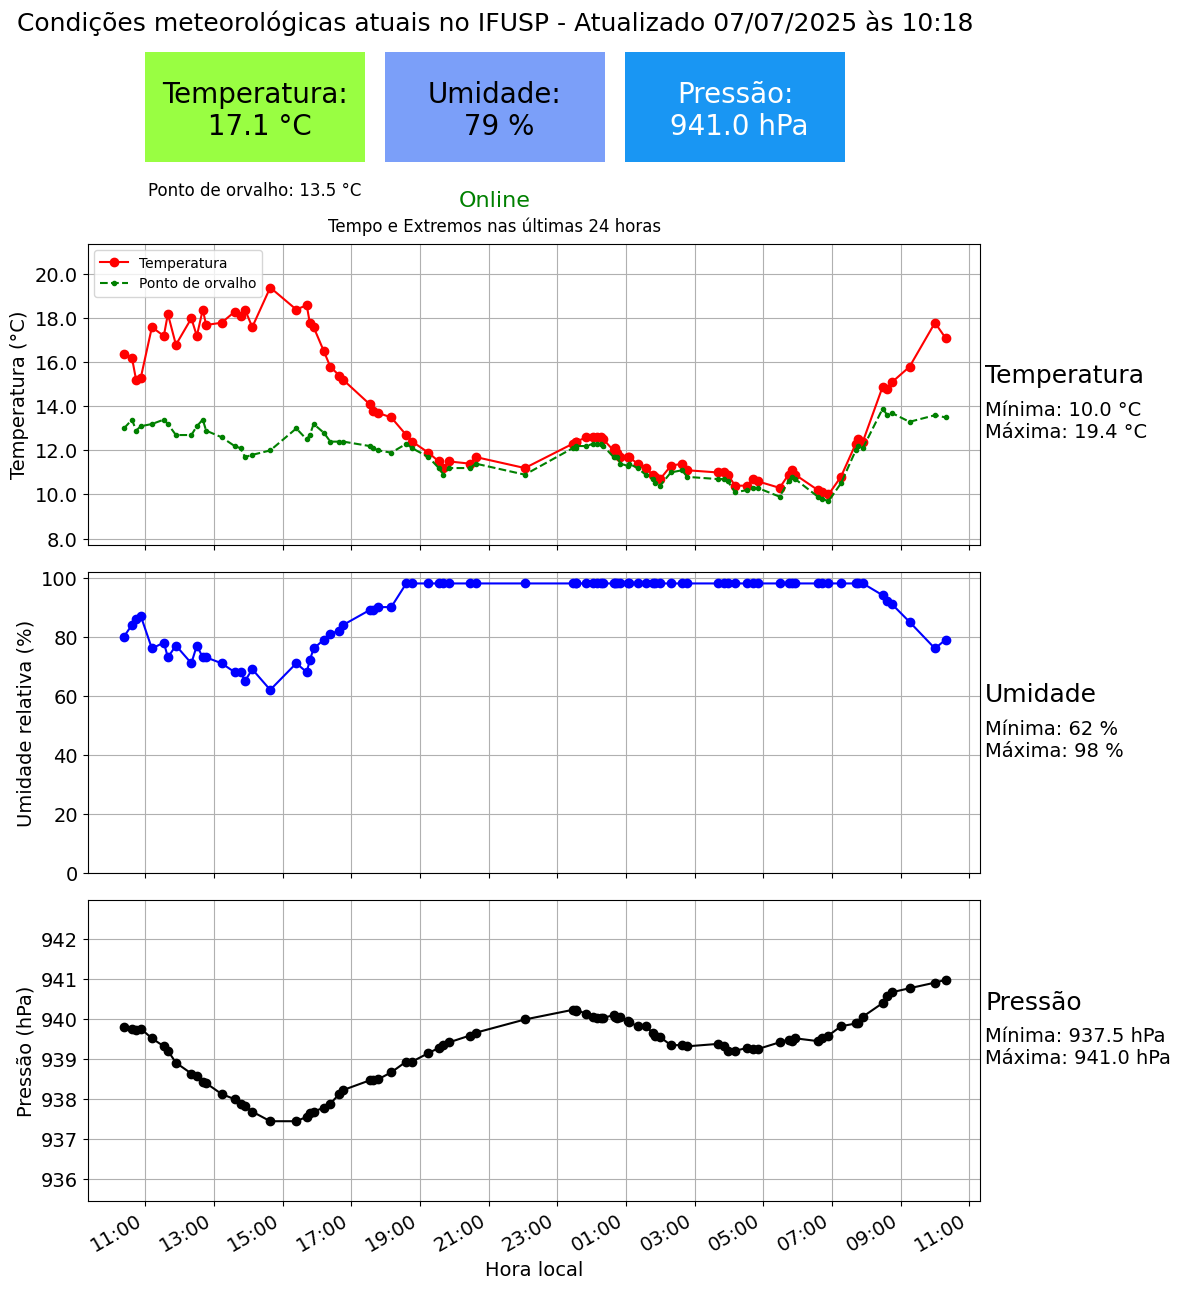 Condições meteorológicas atuais no IFUSP - Atualizado 07/07/2025 às 10:18
Temperatura:
17.1 °C
Umidade:
79 %
Pressão:
941.0 hPa
Ponto de orvalho: 13.5 °C
Online
Tempo e Extremos nas últimas 24 horas
Temperatura
Ponto de orvalho
Temperatura (°C)
20.0
18.0
16.0
14.0
12.0
10.0
8.0
Temperatura
Mínima: 10.0 °C
Máxima: 19.4 °C
Umidade relativa (%)
100
80
60
40
20
0
Umidade
Mínima: 62 %
Máxima: 98 %
Pressão (hPa)
942
941
940
939
938
937
936
Pressão
Mínima: 937.5 hPa
Máxima: 941.0 hPa
11:00
13:00
15:00
17:00
19:00
21:00
23:00
01:00
03:00
05:00
07:00
09:00
11:00
Hora local